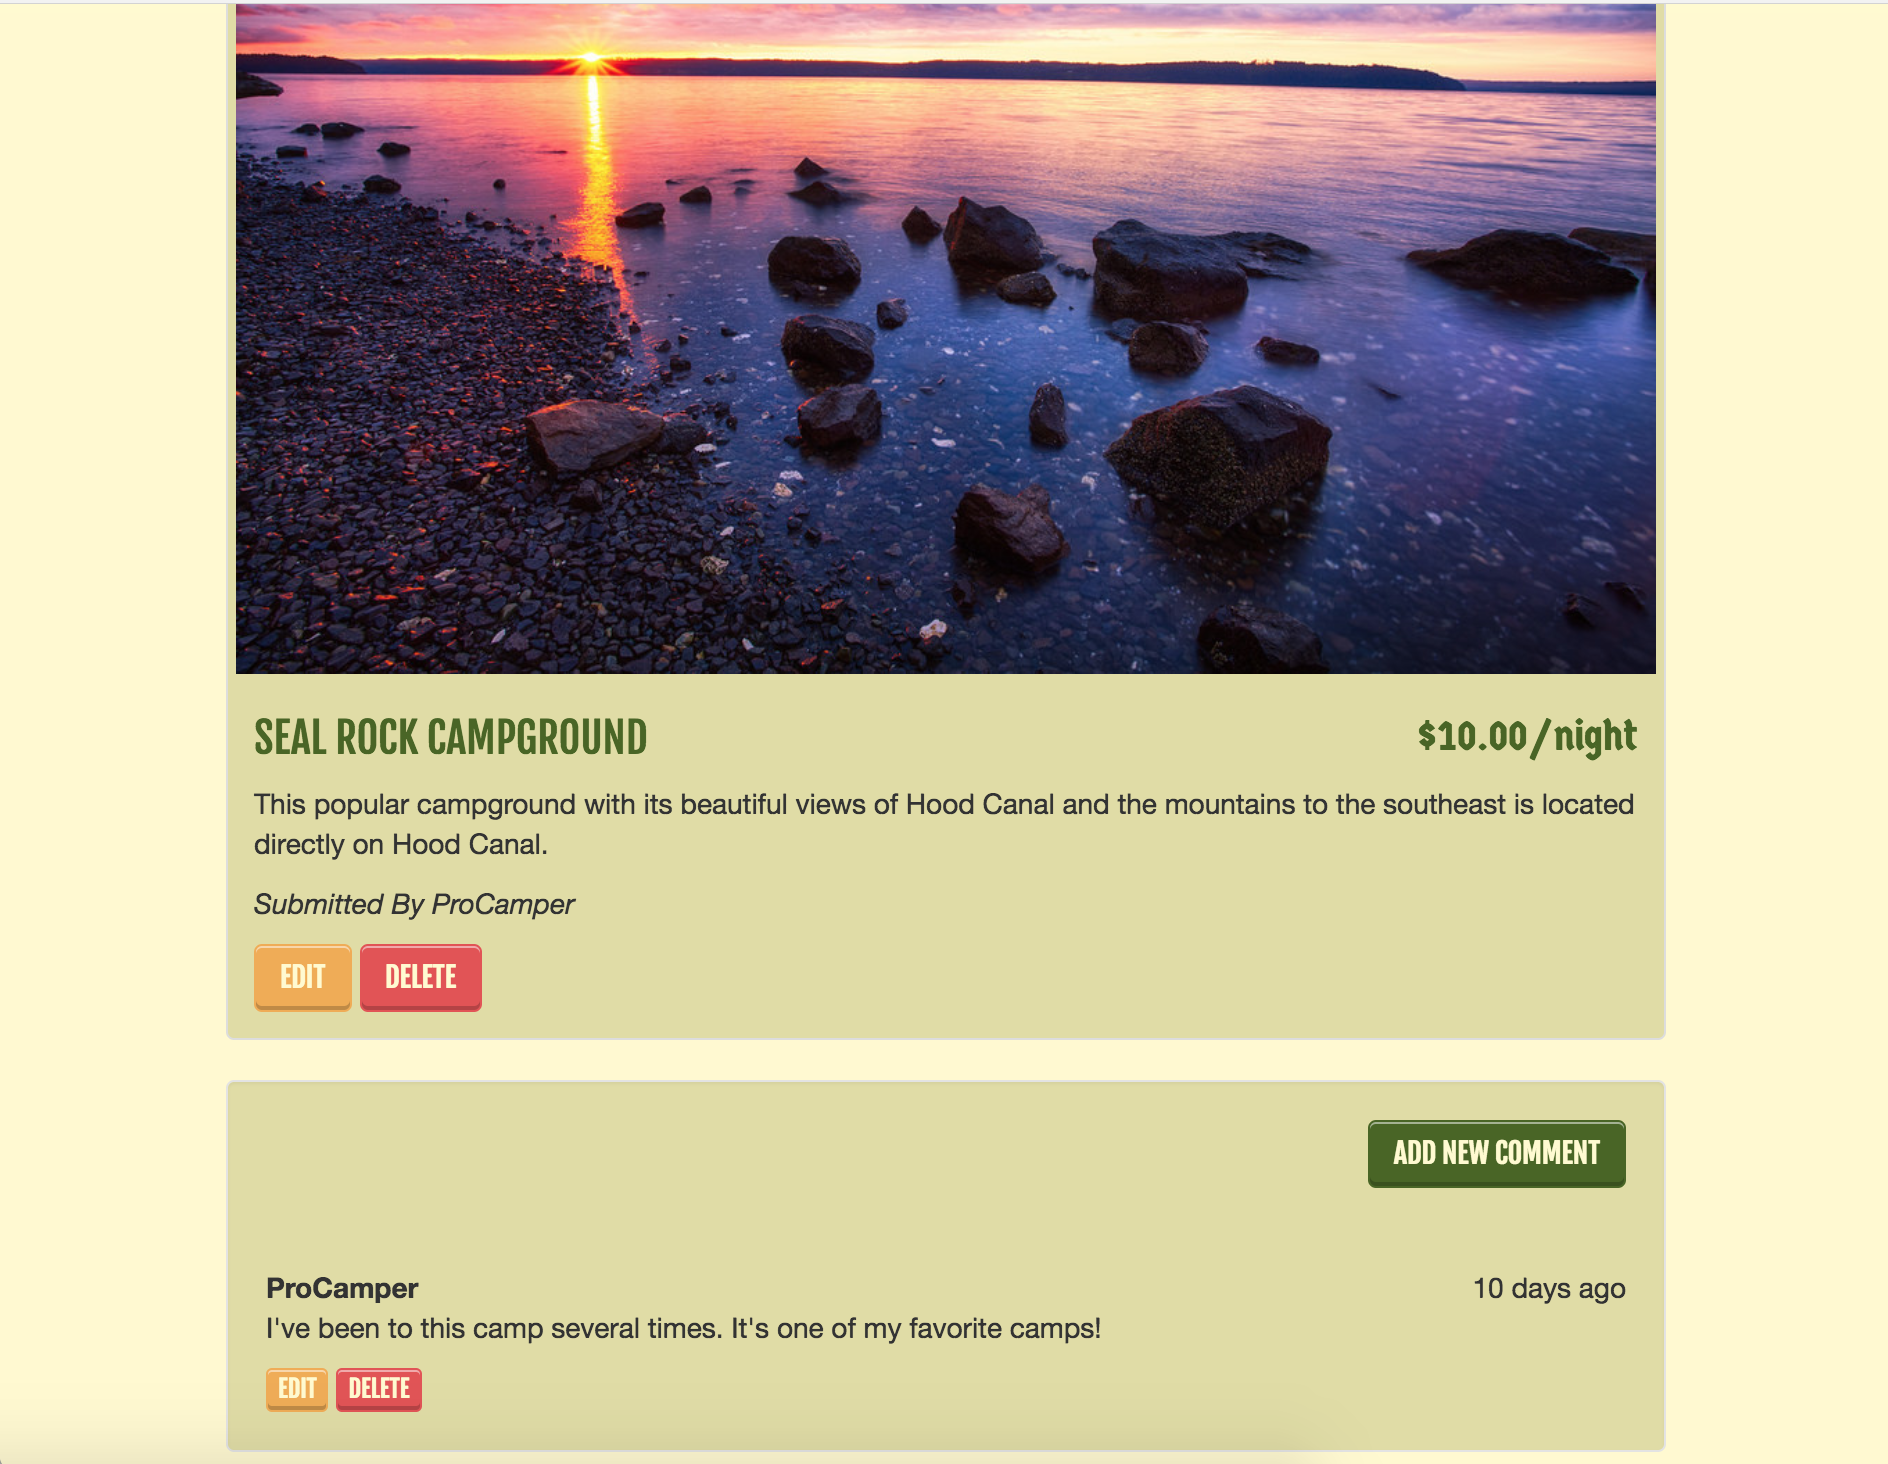 SEAL ROCK CAMPGROUND
$10.00/night
This popular campground with its beautiful views of Hood Canal and the mountains to the southeast is located
directly on Hood Canal.
Submitted By ProCamper
EDIT DELETE
ADD NEW COMMENT
ProCamper
10 days ago
I've been to this camp several times. It's one of my favorite camps!
EDIT DELETE